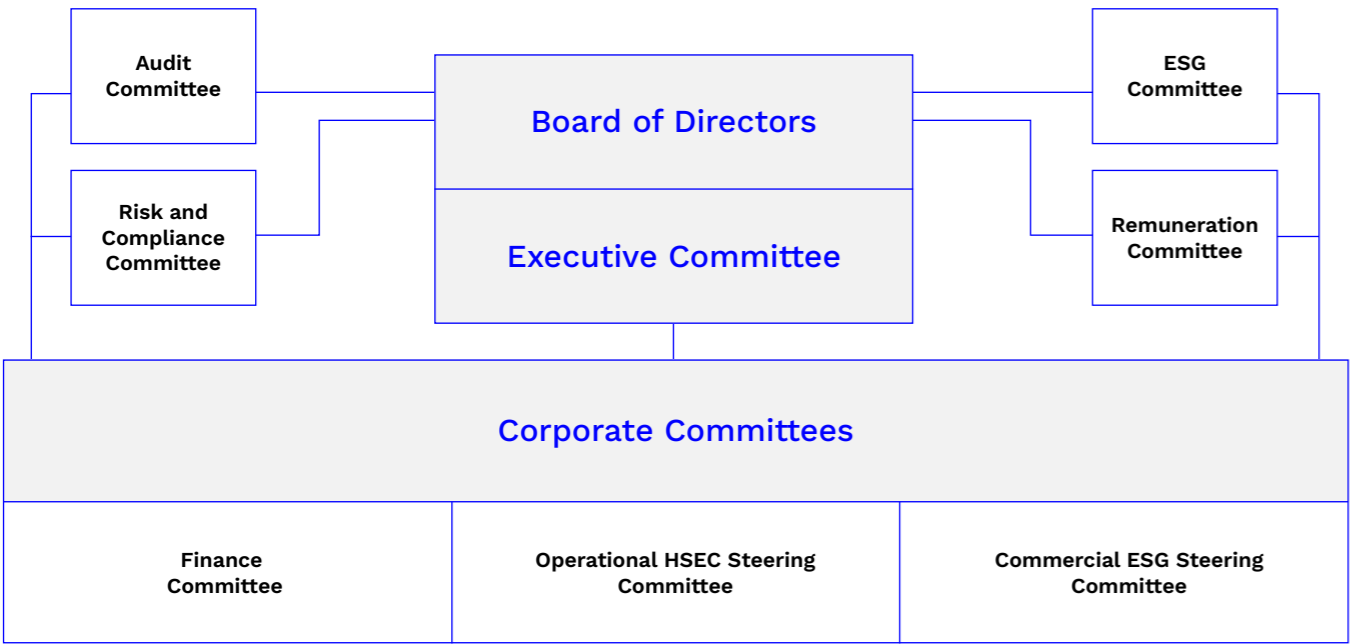 Audit
Committee
Board of Directors
ESG
Committee
Risk and
Compliance
Committee
Executive Committee
Remuneration
Committee
Corporate Committees
Finance
Committee
Operational HSEC Steering
Committee
Commercial ESG Steering
Committee